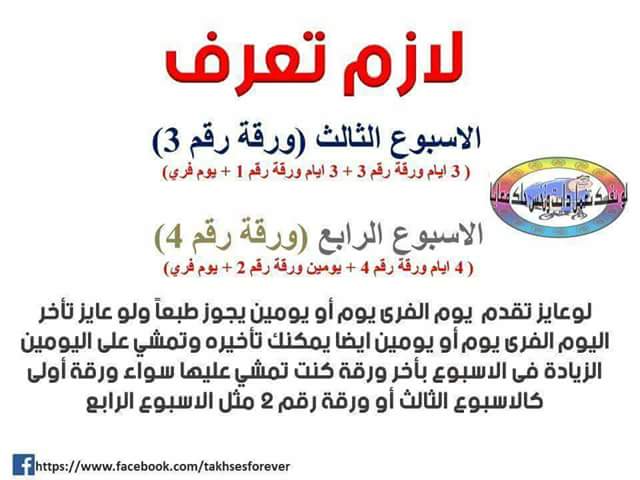 لازم تعرف
الاسبوع الثالث (ورقة رقم 3)
( 3 ايام ورقة رقم 3 + 3 ايام ورقة رقم 1 + يوم فري)
الاسبوع الرابع (ورقة رقم 4)
( 4 ايام ورقة رقم 4 + يومين ورقة رقم 2 + يوم فري)
لوعايز تقدم يوم الفرى يوم أو يومين يجوز طبعاً ولو عايز تأخر
اليوم الفرى يوم أو يومين ايضا يمكنك تأخيره وتمشي على اليومين
الزيادة فى الاسبوع بأخر ورقة كنت تمشي عليها سواء ورقة أولى
كالاسبوع الثالث أو ورقة رقم 2 مثل الاسبوع الرابع
https://www.facebook.com/takhsesforever